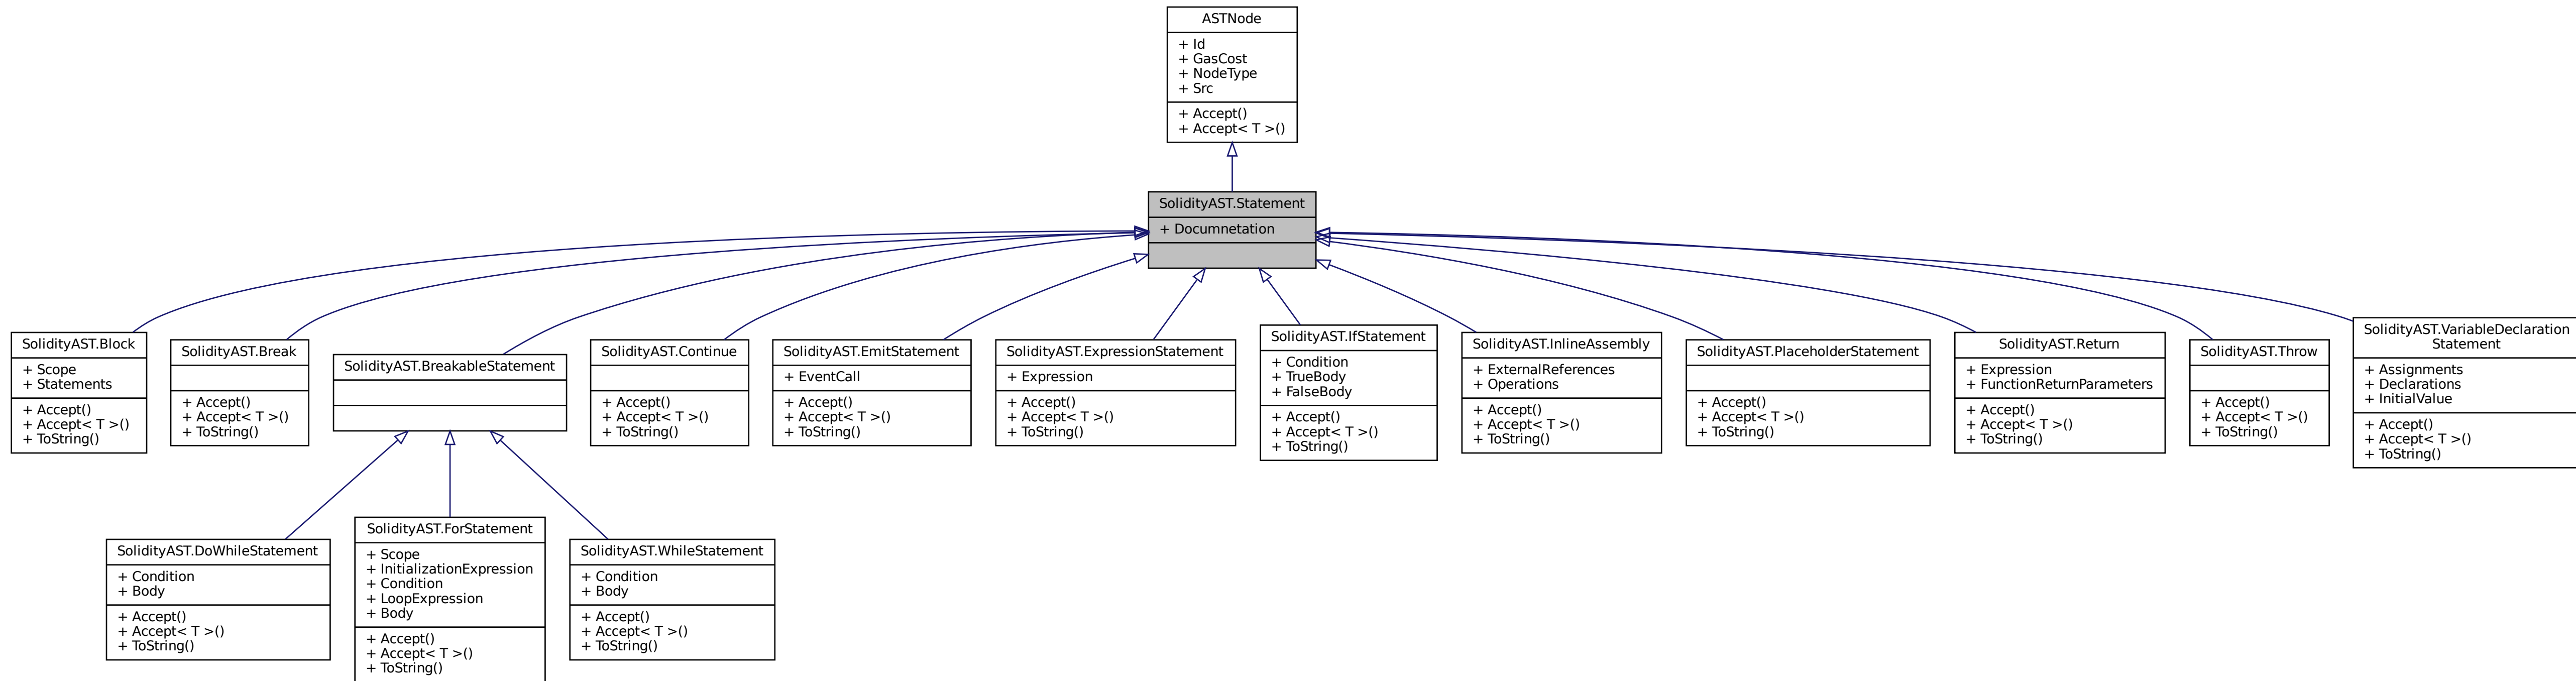 ASTNode
+ Id
+ GasCost
+ NodeType
+ Src
+ Accept()
+ Accept< T >()
SolidityAST.Statement
+ Documnetation
SolidityAST.Block
+ Scope
+ Statements
+ Accept()
+ Accept< T >()
+ ToString()
SolidityAST.Break
+ Accept()
+ Accept< T >()
+ ToString()
SolidityAST.BreakableStatement
SolidityAST.Continue
+ Accept()
+ Accept< T >()
+ ToString()
SolidityAST.EmitStatement
+ EventCall
+ Accept()
+ Accept< T >()
+ ToString()
SolidityAST.ExpressionStatement
+ Expression
+ Accept()
+ Accept< T >()
+ ToString()
SolidityAST.IfStatement
+ Condition
+ TrueBody
+ FalseBody
+ Accept()
+ Accept< T >()
+ ToString()
SolidityAST.InlineAssembly
+ ExternalReferences
+ Operations
+ Accept()
+ Accept< T >()
+ ToString()
SolidityAST.PlaceholderStatement
+ Accept()
+ Accept< T >()
+ ToString()
SolidityAST.Return
+ Expression
+ FunctionReturnParameters
+ Accept()
+ Accept< T >()
+ ToString()
SolidityAST.Throw
+ Accept()
+ Accept< T >()
+ ToString()
SolidityAST.VariableDeclaration
Statement
+ Assignments
+ Declarations
+ InitialValue
+ Accept()
+ Accept< T >()
+ ToString()
SolidityAST.DoWhileStatement
+ Condition
+ Body
+ Accept()
+ Accept< T >()
+ ToString()
SolidityAST.ForStatement
+ Scope
+ InitializationExpression
+ Condition
+ LoopExpression
+ Body
+ Accept()
+ Accept< T >()
+ ToString()
SolidityAST.WhileStatement
+ Condition
+ Body
+ Accept()
+ Accept< T >()
+ ToString()